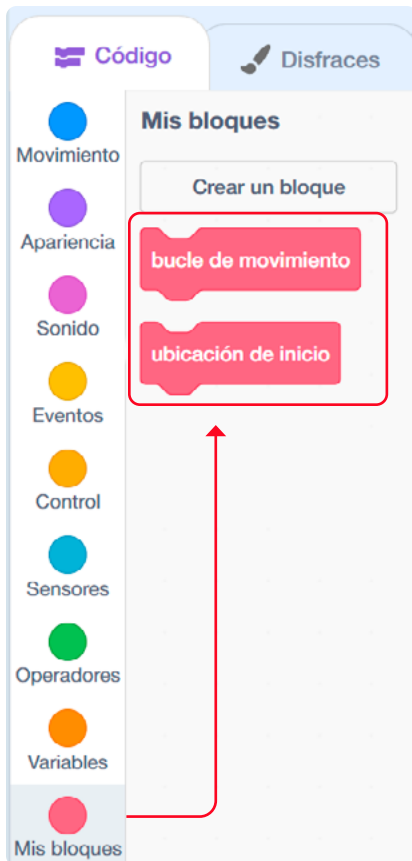 Código
Disfraces
Movimiento
Apariencia
Sonido
Eventos
Control
Sensores
Operadores
Variables
Mis bloques
Mis bloques
Crear un bloque
bucle de movimiento
ubicación de inicio